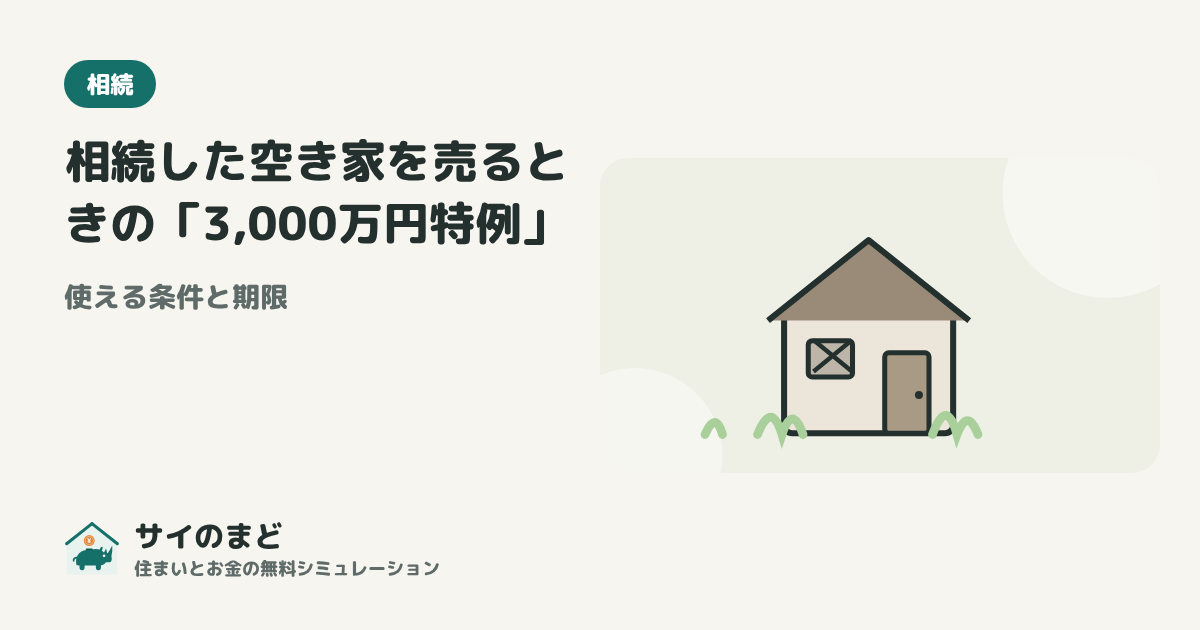 相続
相続した空き家を売ると
きの「3,000万円特例」
使える条件と期限
¥
サイのまど
住まいとお金の無料シミュレーション